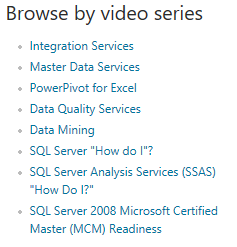 Browse by video series
Integration Services
Master Data Services
PowerPivot for Excel
Data Quality Services
Data Mining
SQL Server "How do I"?
SQL Server Analysis Services (SSAS)
"How Do I?"
SQL Server 2008 Microsoft Certified
Master (MCM) Readiness